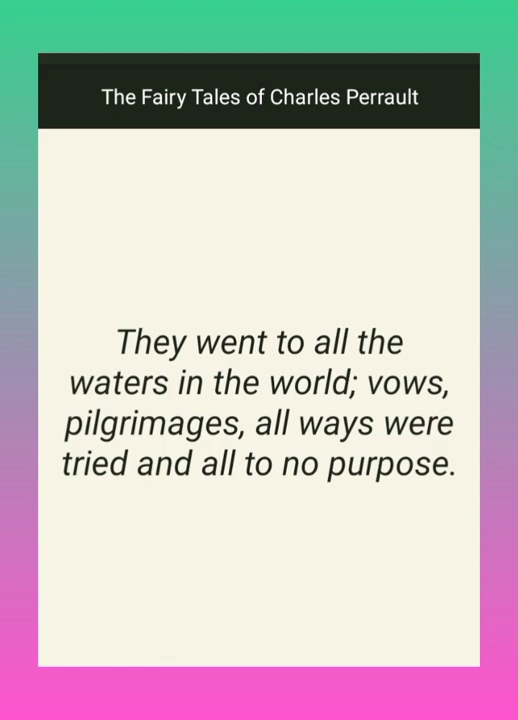 The Fairy Tales of Charles Perrault
They went to all the
waters in the world; vows,
pilgrimages, all ways were
tried and all to no purpose.